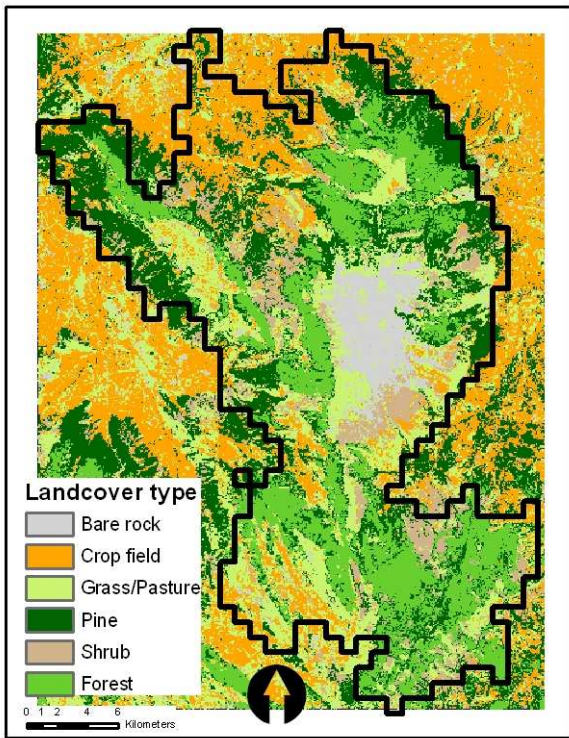 Landcover type
Bare rock
Crop field
Grass/Pasture
Pine
Shrub
Forest
0 1 2 4 6
Kilometers